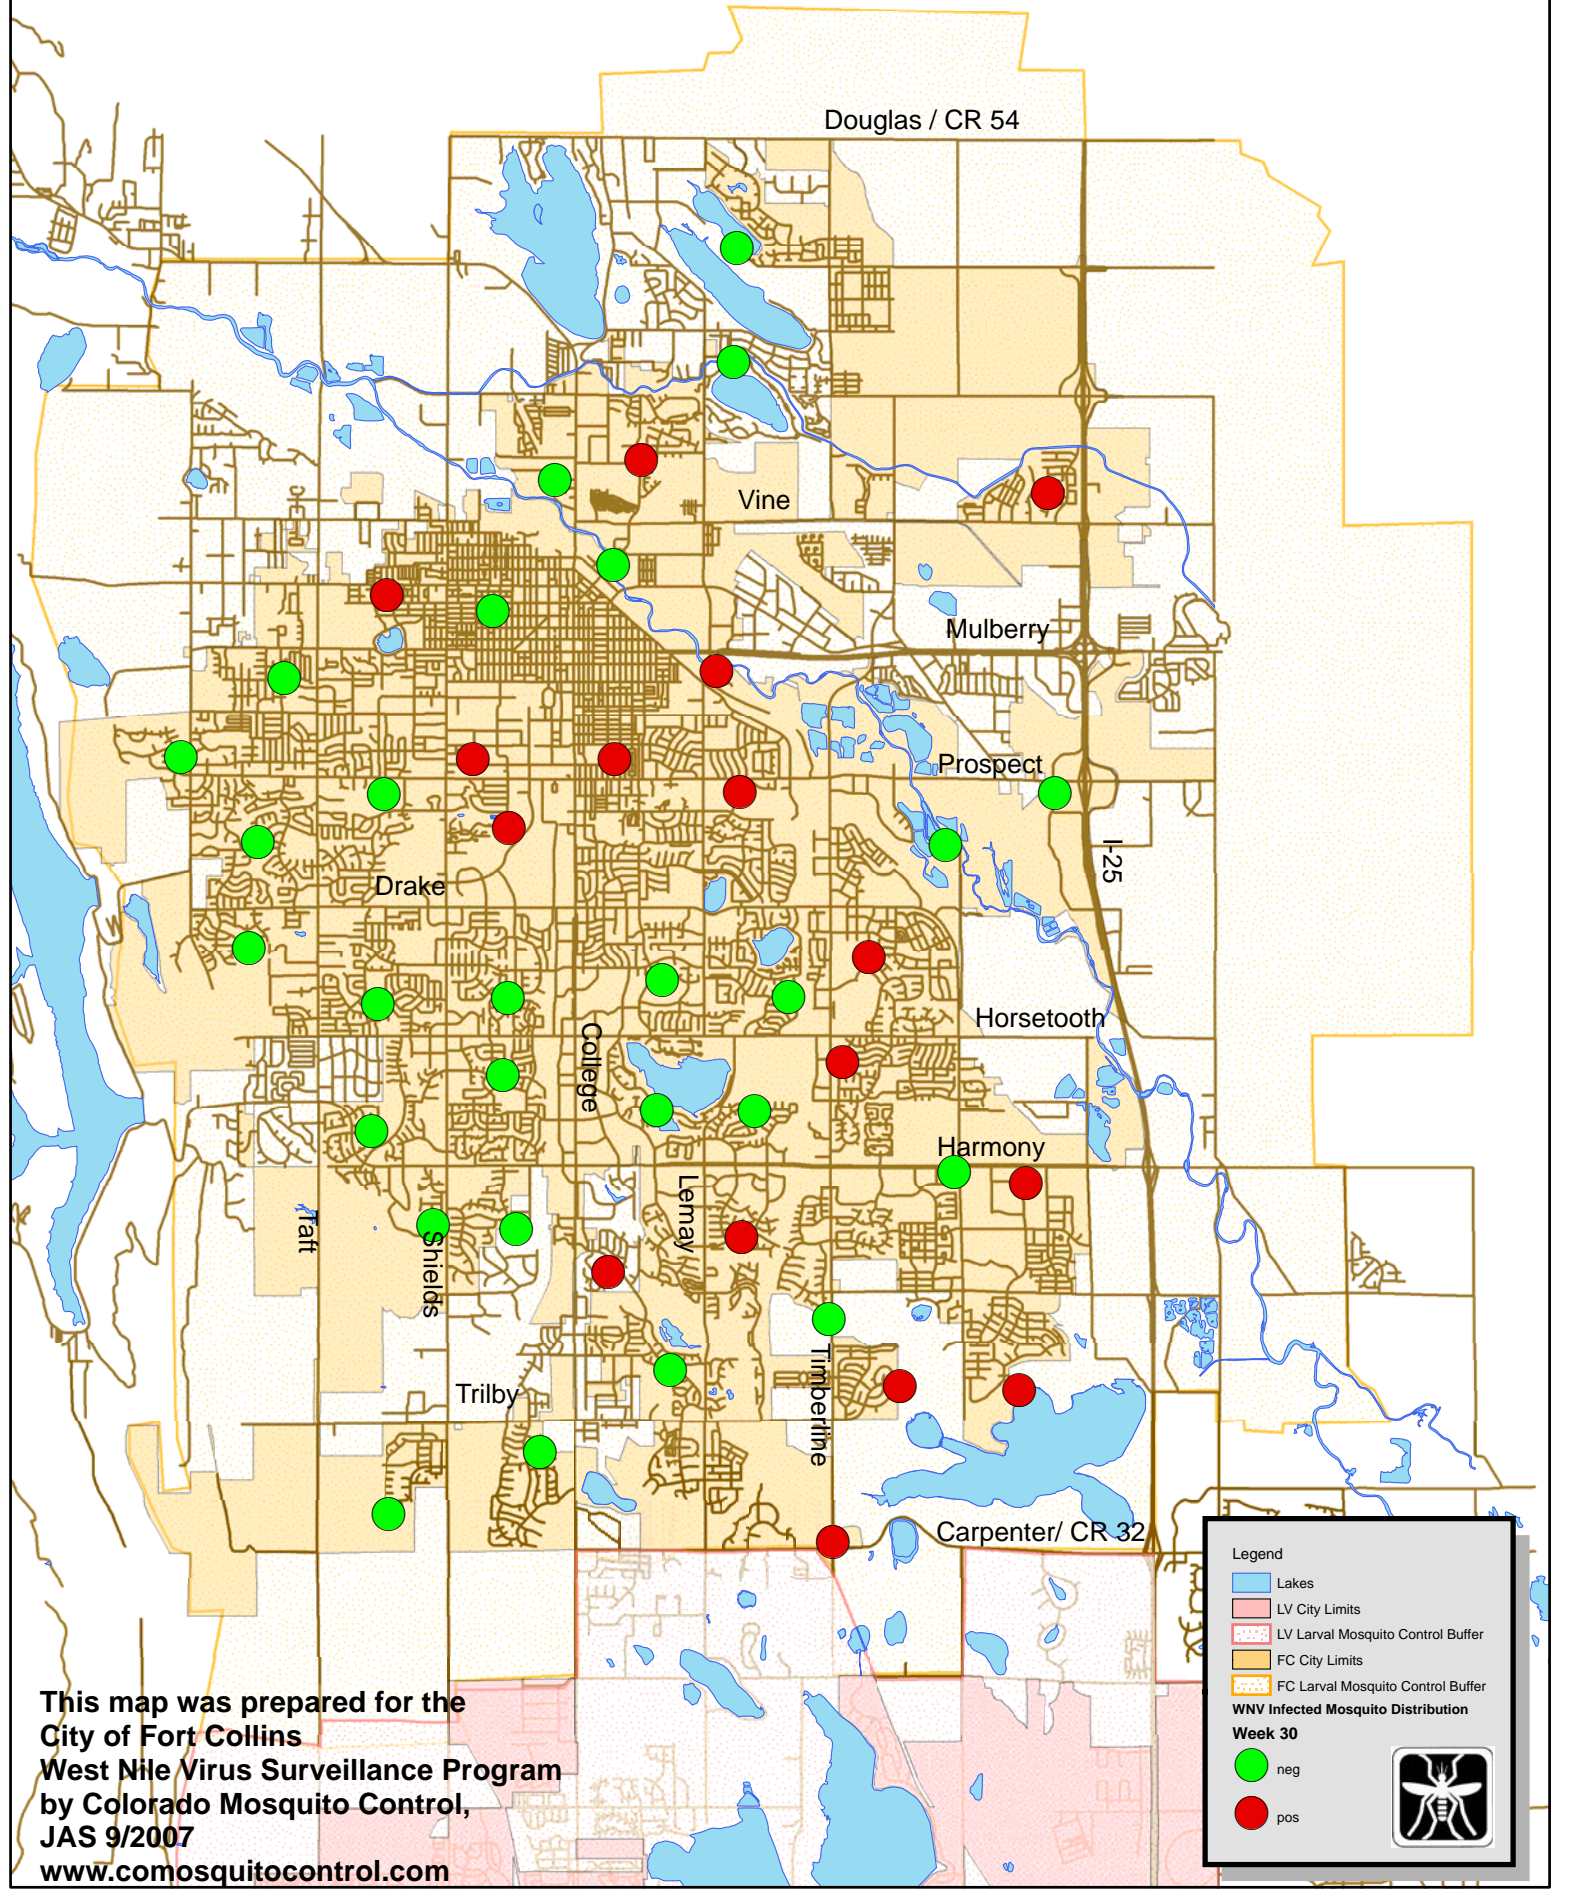 Douglas / CR 54
Vine
Mulberry
Prospect
I-25
Drake
Horsetooth
College
Harmony
Lemay
Taft
Shields
Timberline
Trilby
Carpenter/ CR 32
Legend
Lakes
LV City Limits
LV Larval Mosquito Control Buffer
FC City Limits
FC Larval Mosquito Control Buffer
WNV Infected Mosquito Distribution
Week 30
neg
pos
This map was prepared for the
City of Fort Collins
West Nile Virus Surveillance Program
by Colorado Mosquito Control,
JAS 9/2007
www.comosquitocontrol.com